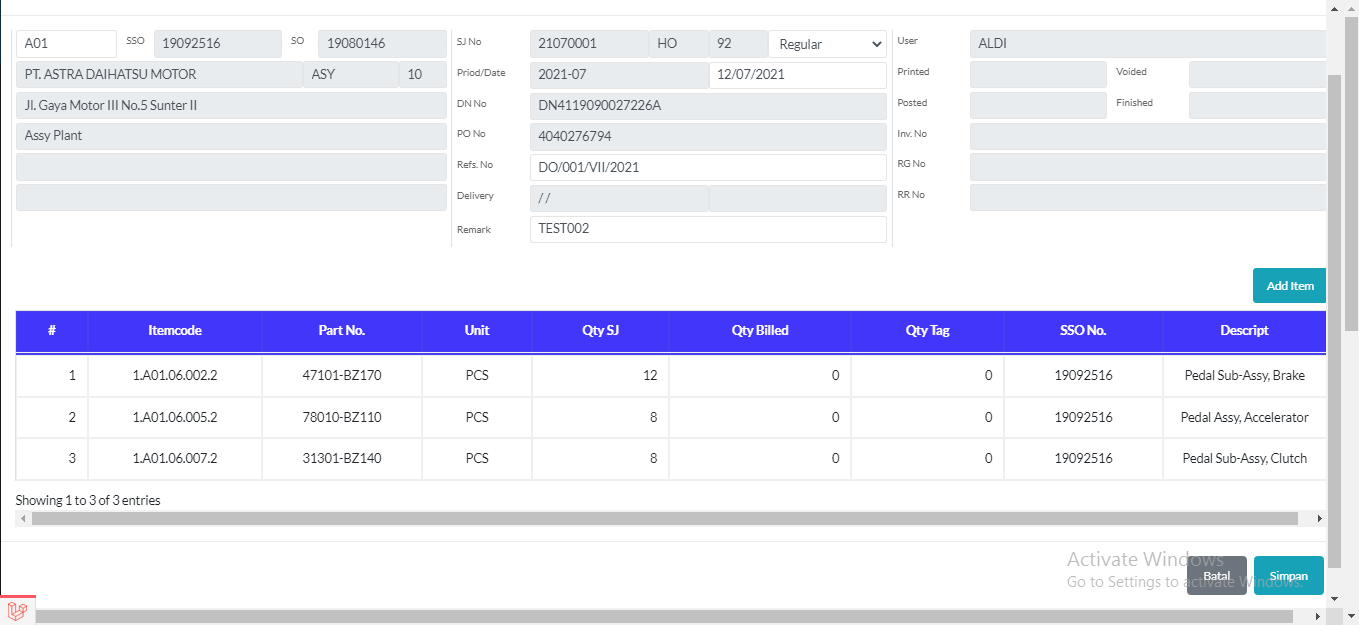 A01 SSO 19092516 SO 19080146 SJ No 21070001 HO 92 Regular User ALDI
PT. ASTRA DAIHATSU MOTOR ASY 10 Priod/Date 2021-07 12/07/2021 Printed Voided
Jl. Gaya Motor III No.5 Sunter II DN No DN4119090027226A Posted Finished
Assy Plant PO No 4040276794 Inv. No
Refs. No DO/001/VII/2021 RG No
Delivery // RR No
Remark TEST002
Add Item
# Itemcode Part No. Unit Qty SJ Qty Billed Qty Tag SSO No. Descript
1 1.A01.06.002.2 47101-BZ170 PCS 12 0 0 19092516 Pedal Sub-Assy, Brake
2 1.A01.06.005.2 78010-BZ110 PCS 8 0 0 19092516 Pedal Assy, Accelerator
3 1.A01.06.007.2 31301-BZ140 PCS 8 0 0 19092516 Pedal Sub-Assy, Clutch
Showing 1 to 3 of 3 entries
Activate Windows
Go to Settings to activate Windows.
Batal Simpan